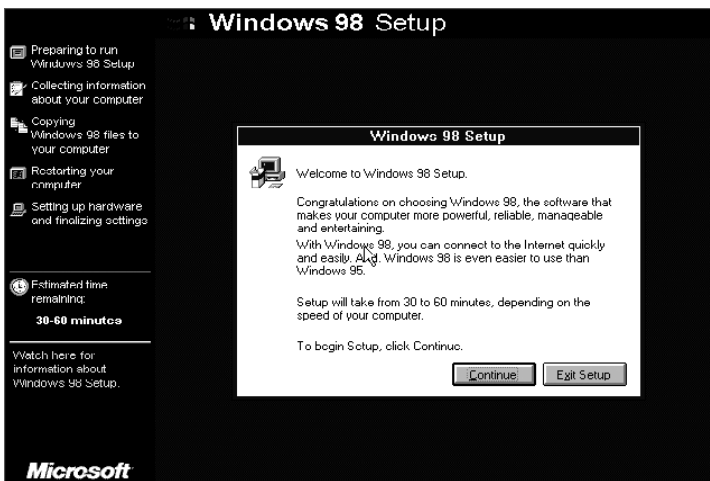 Windows 98 Setup
Preparing to run
Windows 98 Setup
Collecting information
about your computer
Copying
Windows 98 files to
your computer
Restarting your
computer
Setting up hardware
and finalizing settings
Estimated time
remaining:
30-60 minutes
Watch here for
information about
Windows 98 Setup.
Microsoft
Windows 98 Setup
Welcome to Windows 98 Setup.
Congratulations on choosing Windows 98, the software that
makes your computer more powerful, reliable, manageable
and entertaining.
With Windows 98, you can connect to the Internet quickly
and easily. And. Windows 98 is even easier to use than
Windows 95.
Setup will take from 30 to 60 minutes, depending on the
speed of your computer.
To begin Setup, click Continue.
Continue
Exit Setup